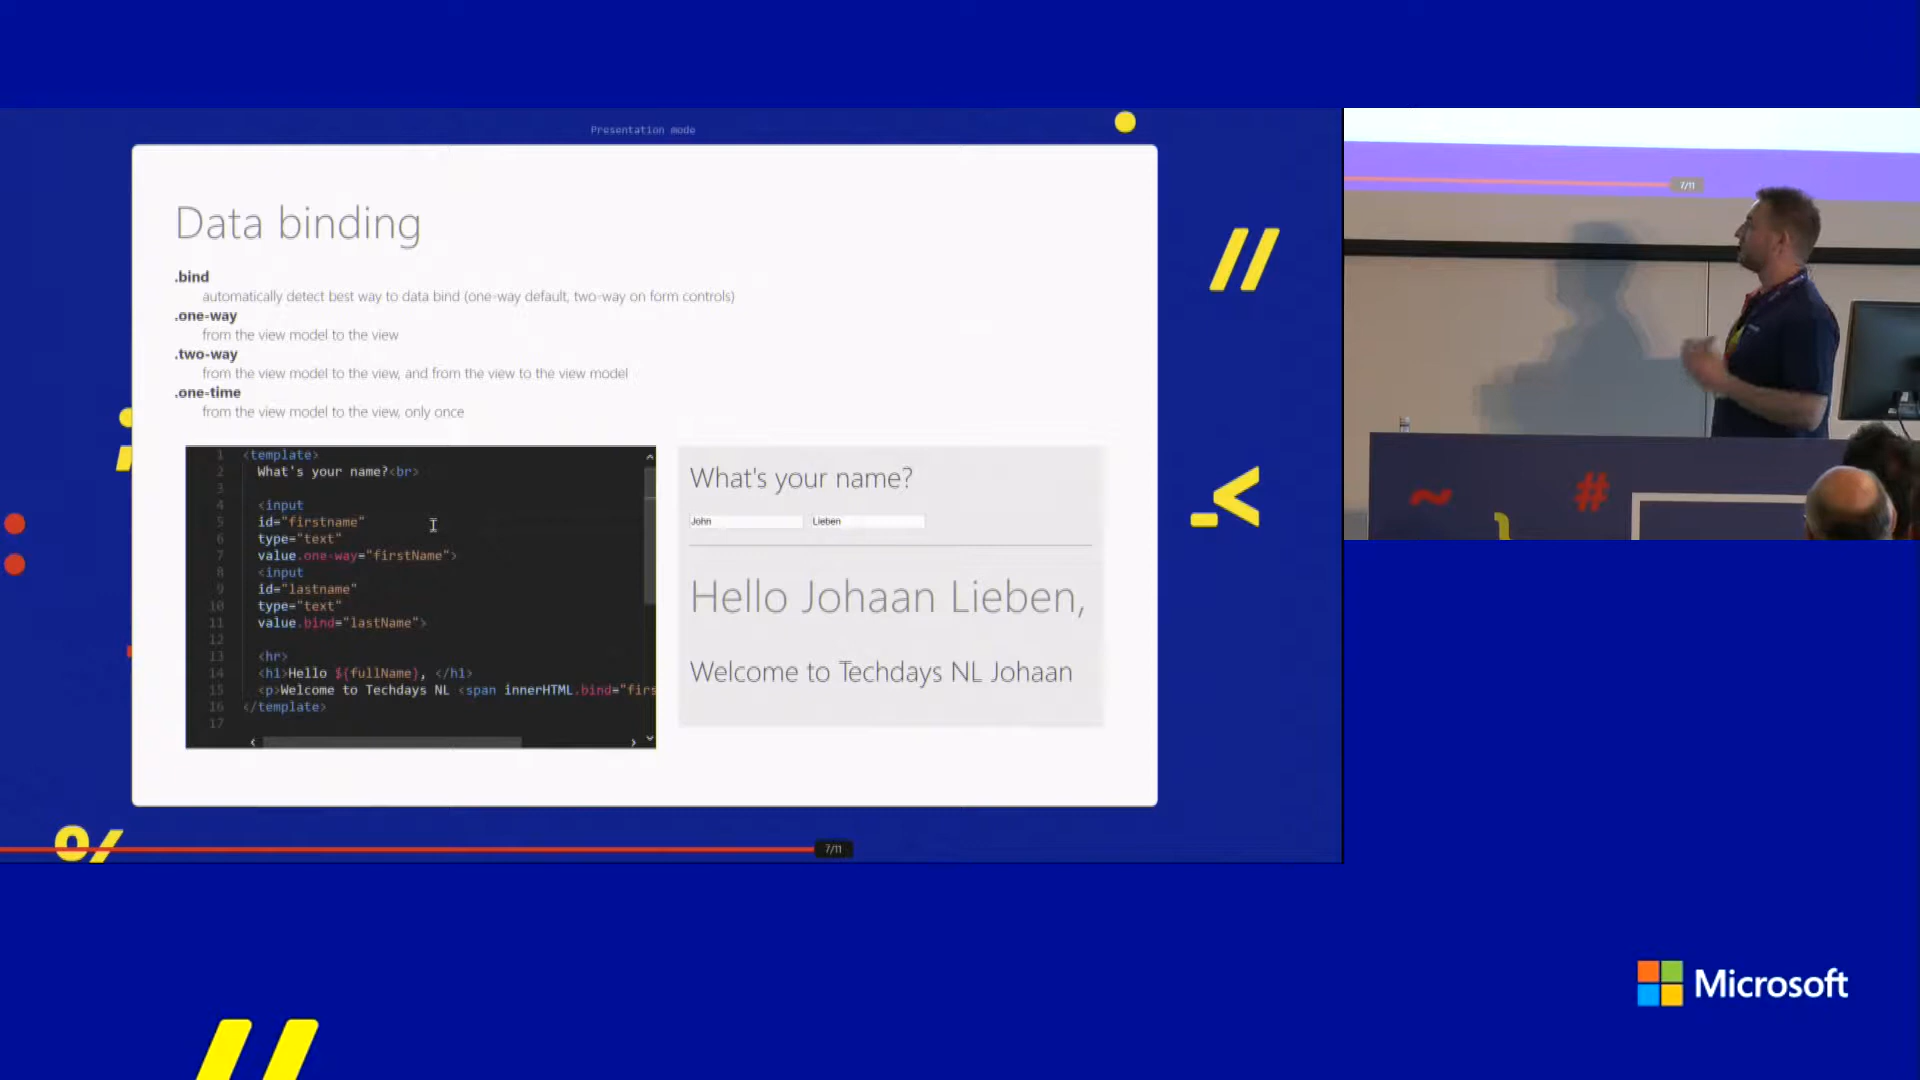 Presentation mode
Data binding
.bind
automatically detect best way to data bind (one-way default, two-way on form controls)
.one-way
from the view model to the view
.two-way
from the view model to the view, and from the view to the view model
.one-time
from the view model to the view, only once
1 <template>
2 What's your name?<br>
3
4 <input
5 id="firstname"
6 type="text"
7 value.one-way="firstName">
8 <input
9 id="lastname"
10 type="text"
11 value.bind="lastName">
12
13 <hr>
14 <h1>Hello ${fullName}, </h1>
15 <p>Welcome to Techdays NL <span innerHTML.bind="firs
16 </template>
17
What's your name?
John Lieben
Hello Johaan Lieben,
Welcome to Techdays NL Johaan
7/11
7/11
~ #
// 
_<
%
//
Microsoft